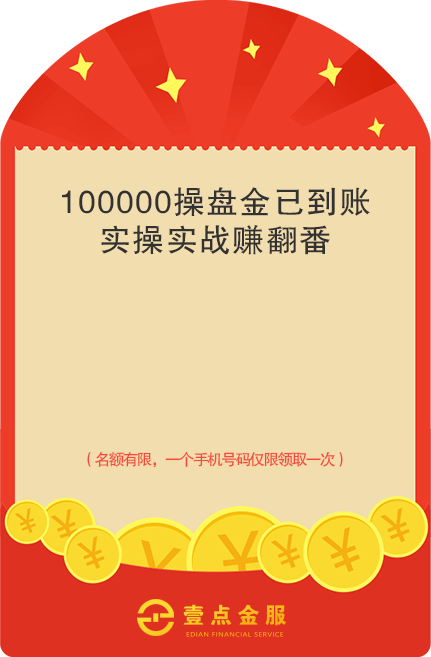 100000操盘金已到账
实操实战赚翻番
（名额有限，一个手机号码仅限领取一次）
壹点金服
EDIAN FINANCIAL SERVICE